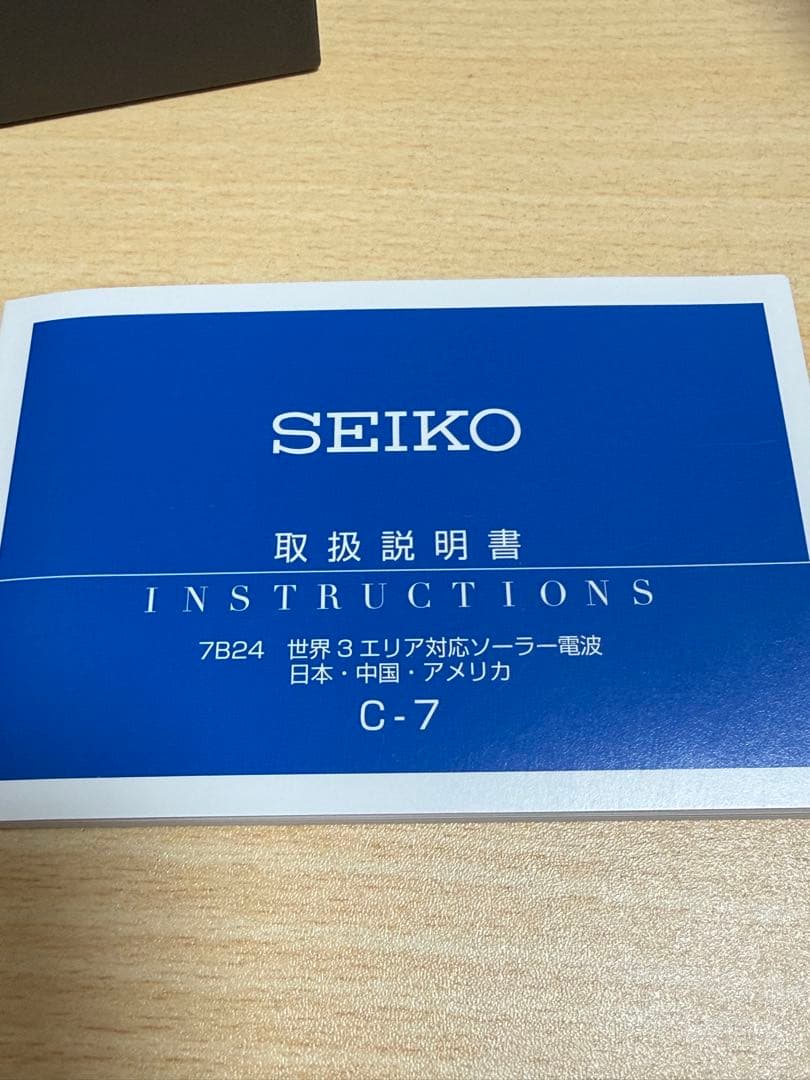 SEIKO
取扱説明書
INSTRUCTIONS
7B24 世界3エリア対応ソーラー電波
日本・中国・アメリカ
C-7